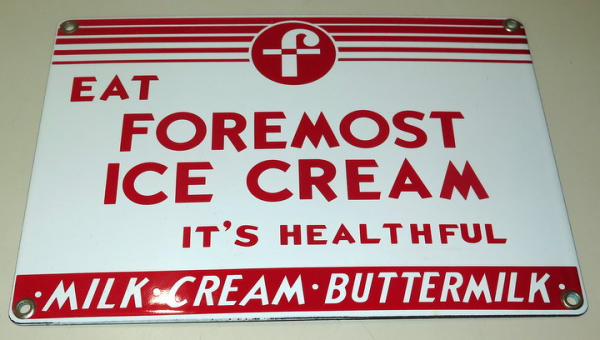 f
EAT
FOREMOST
ICE CREAM
IT'S HEALTHFUL
·MILK·CREAM·BUTTERMILK·